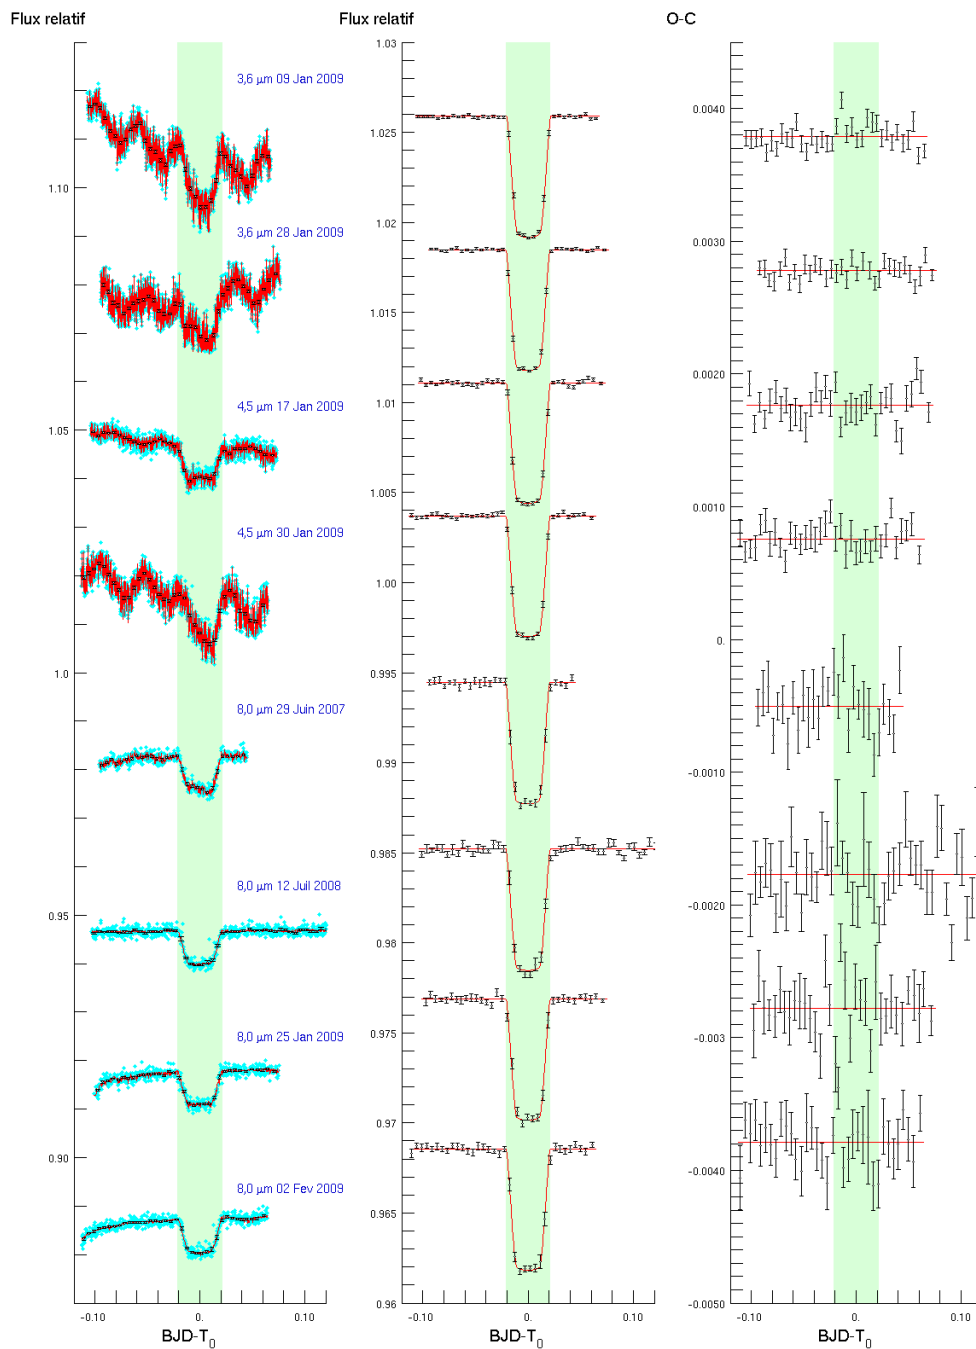 Flux relatif
Flux relatif
O-C
3,6 µm 09 Jan 2009
3,6 µm 28 Jan 2009
4,5 µm 17 Jan 2009
4,5 µm 30 Jan 2009
8,0 µm 29 Juin 2007
8,0 µm 12 Juil 2008
8,0 µm 25 Jan 2009
8,0 µm 02 Fev 2009
1.10
1.05
1.0
0.95
0.90
-0.10
0.
0.10
BJD-T0
1.03
1.025
1.02
1.015
1.01
1.005
1.00
0.995
0.99
0.985
0.98
0.975
0.97
0.965
0.96
-0.10
0.
0.10
BJD-T0
0.0040
0.0030
0.0020
0.0010
0.
-0.0010
-0.0020
-0.0030
-0.0040
-0.0050
-0.10
0.
0.10
BJD-T0